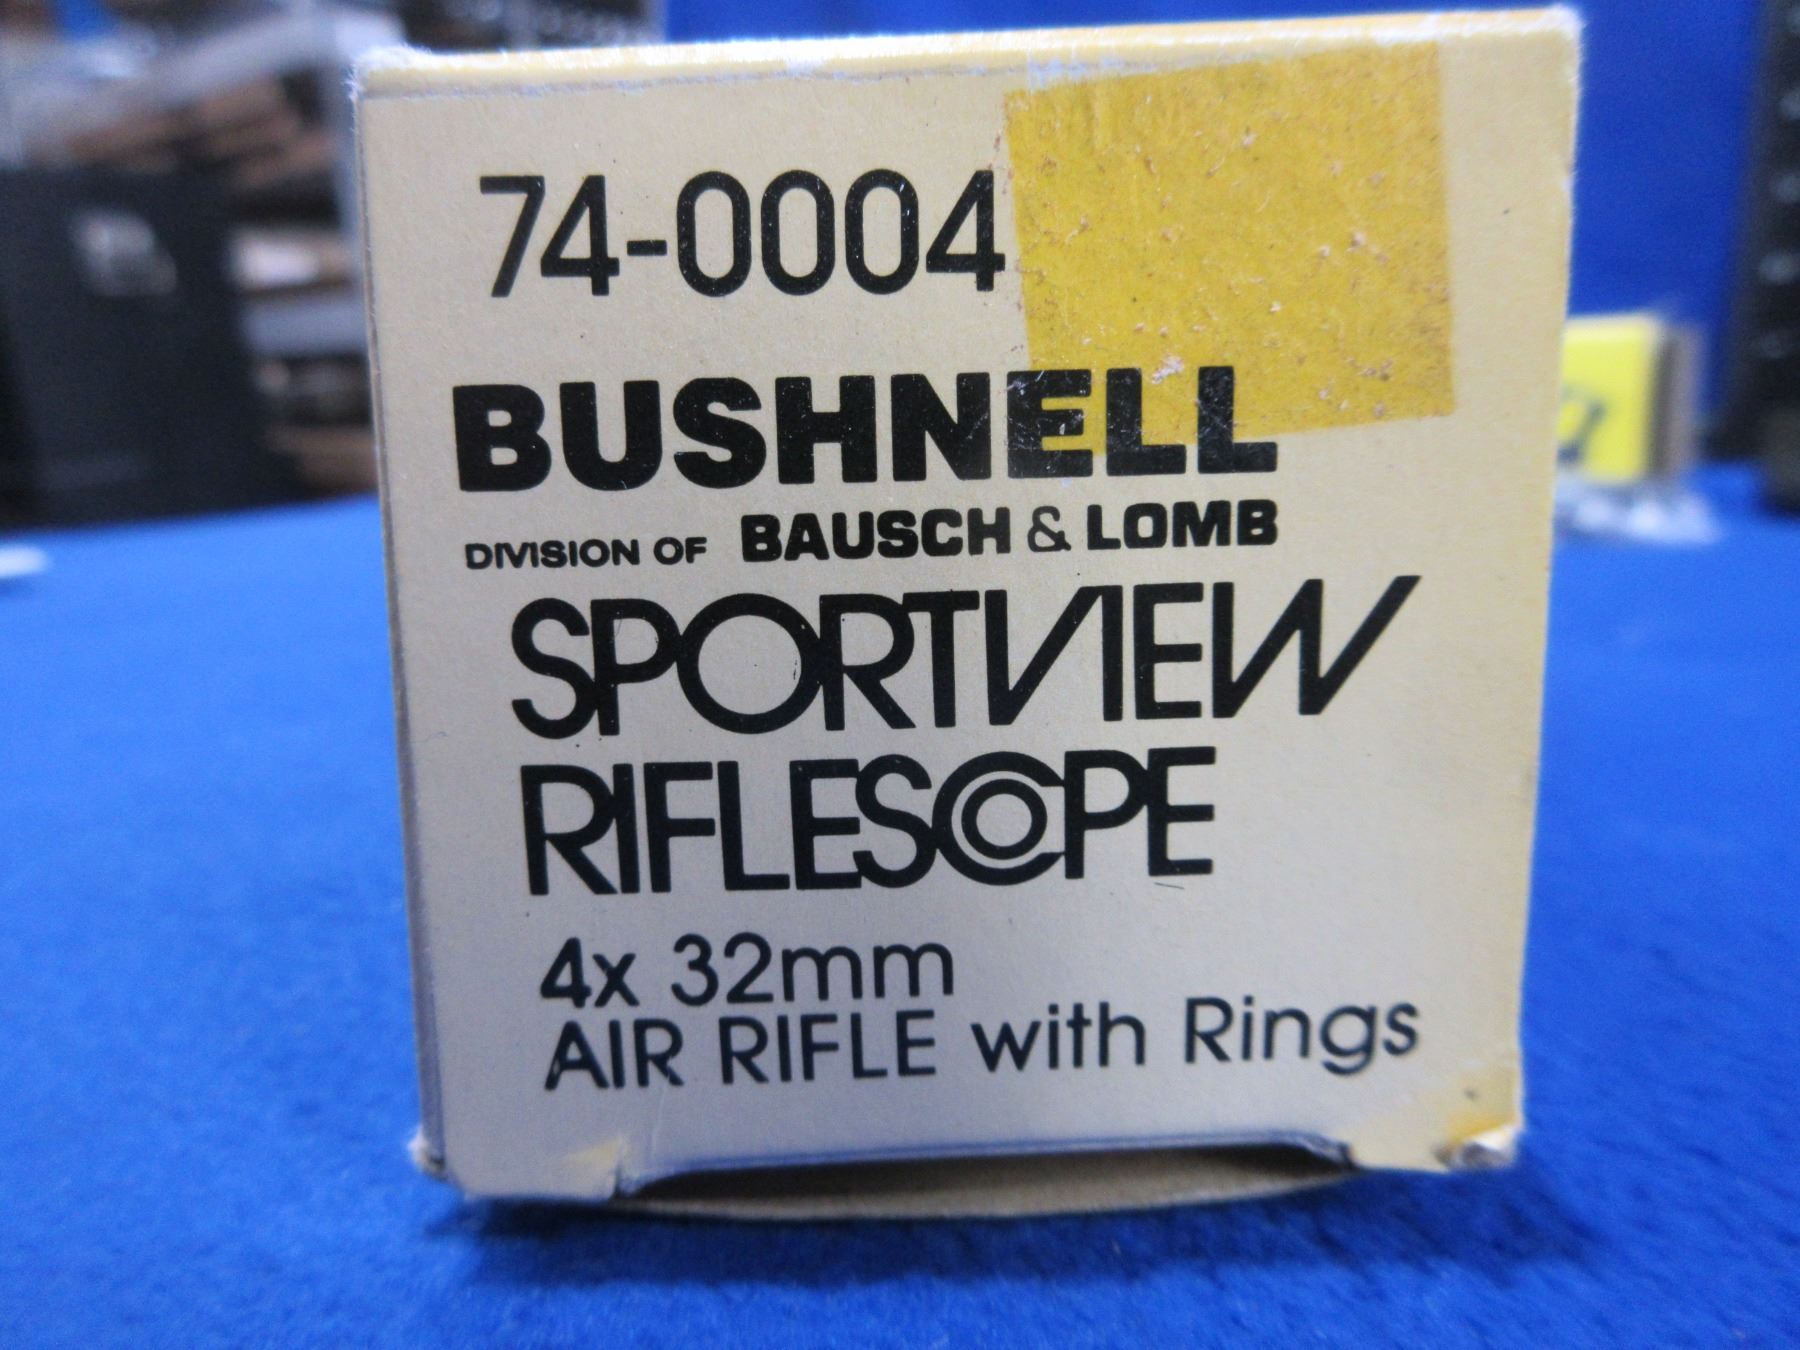 74-0004
BUSHNELL
DIVISION OF BAUSCH & LOMB
SPORTVIEW
RIFLESCOPE
4x 32mm
AIR RIFLE with Rings